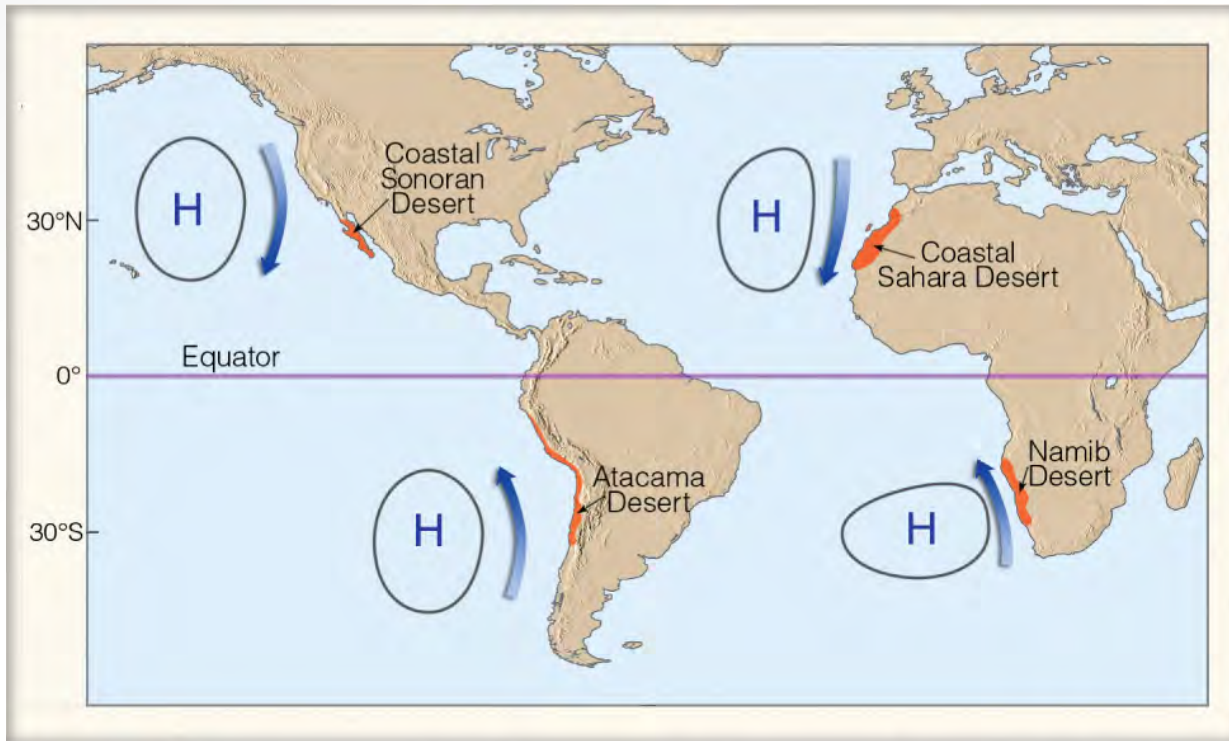 Coastal
Sonoran
Desert
H
H
30°N
Coastal
Sahara Desert
Equator
0°
Namib
Desert
Atacama
Desert
H
H
30°S